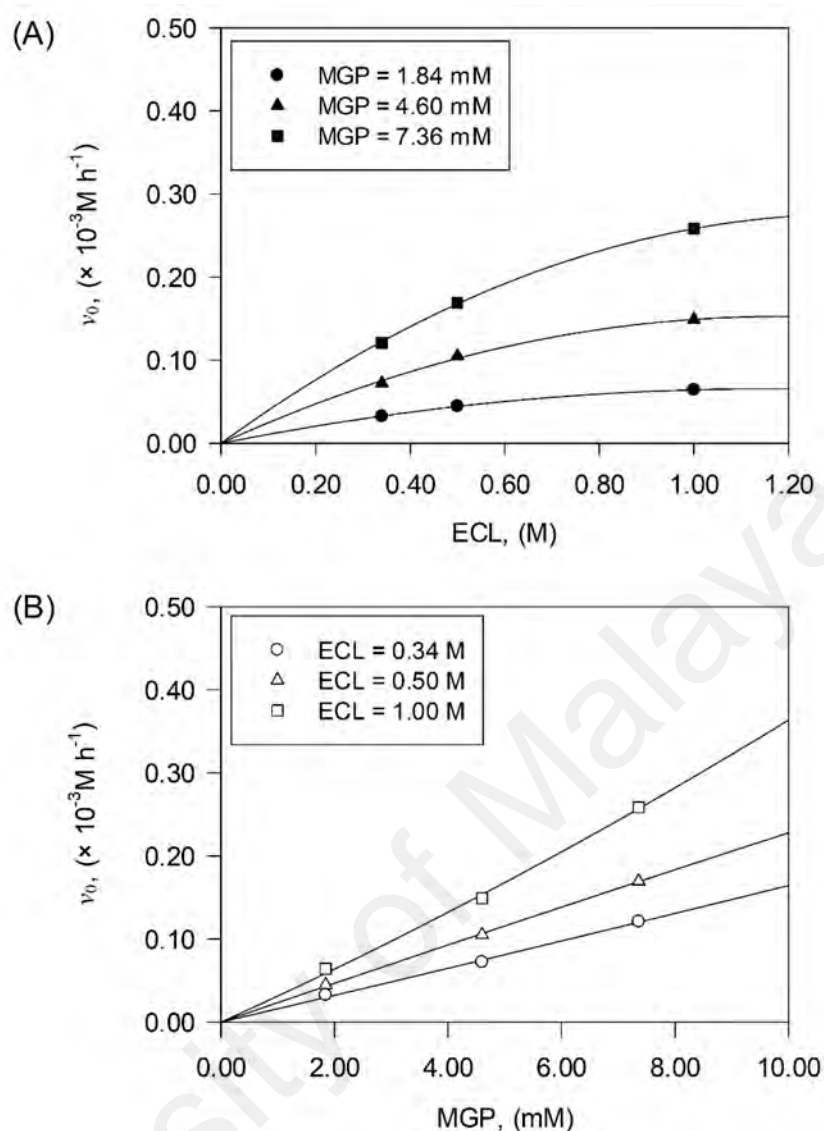 (A)
0.50
0.40
0.30
0.20
0.10
0.00
v₀, (× 10⁻³M h⁻¹)
MGP = 1.84 mM
MGP = 4.60 mM
MGP = 7.36 mM
0.00 0.20 0.40 0.60 0.80 1.00 1.20
ECL, (M)
(B)
0.50
0.40
0.30
0.20
0.10
0.00
v₀, (× 10⁻³M h⁻¹)
ECL = 0.34 M
ECL = 0.50 M
ECL = 1.00 M
0.00 2.00 4.00 6.00 8.00 10.00
MGP, (mM)
sity of Malaya